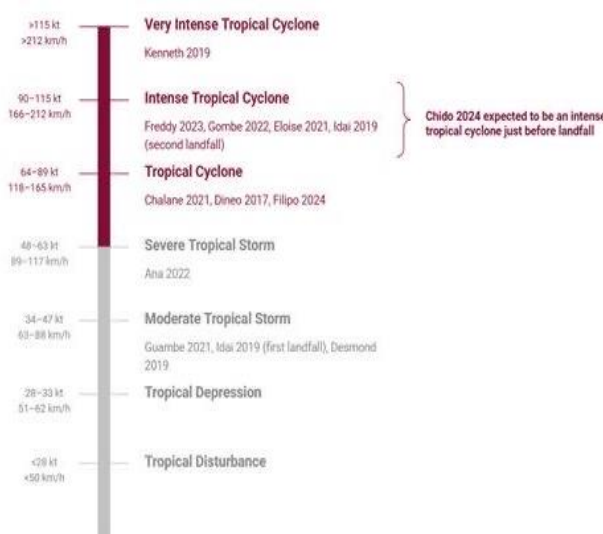 >115 kt
>212 km/h
Very Intense Tropical Cyclone
Kenneth 2019
90–115 kt
166–212 km/h
Intense Tropical Cyclone
Freddy 2023, Gombe 2022, Eloise 2021, Idai 2019
(second landfall)
Chido 2024 expected to be an intense
tropical cyclone just before landfall
64–89 kt
118–165 km/h
Tropical Cyclone
Chalane 2021, Dineo 2017, Filipo 2024
48–63 kt
89–117 km/h
Severe Tropical Storm
Ana 2022
34–47 kt
63–88 km/h
Moderate Tropical Storm
Guambe 2021, Idai 2019 (first landfall), Desmond
2019
28–33 kt
51–62 km/h
Tropical Depression
<28 kt
<50 km/h
Tropical Disturbance